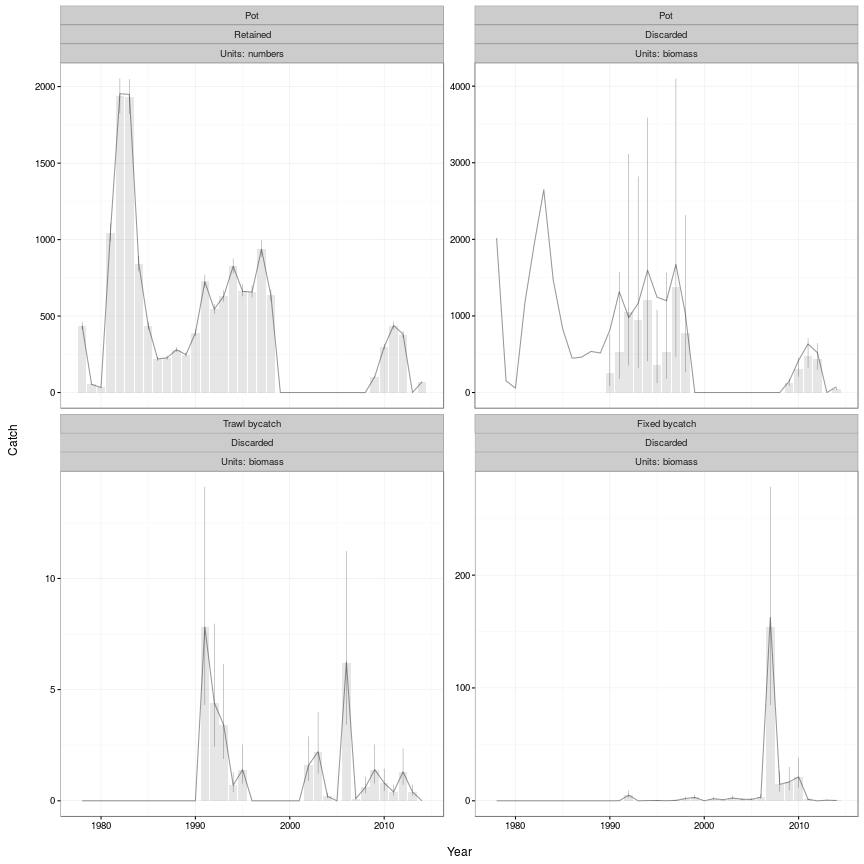 Pot
Retained
Units: numbers
Pot
Discarded
Units: biomass
2000
1500
1000
500
0
4000
3000
2000
1000
0
Catch
Trawl bycatch
Discarded
Units: biomass
Fixed bycatch
Discarded
Units: biomass
10
5
0
200
100
0
1980 1990 2000 2010
1980 1990 2000 2010
Year